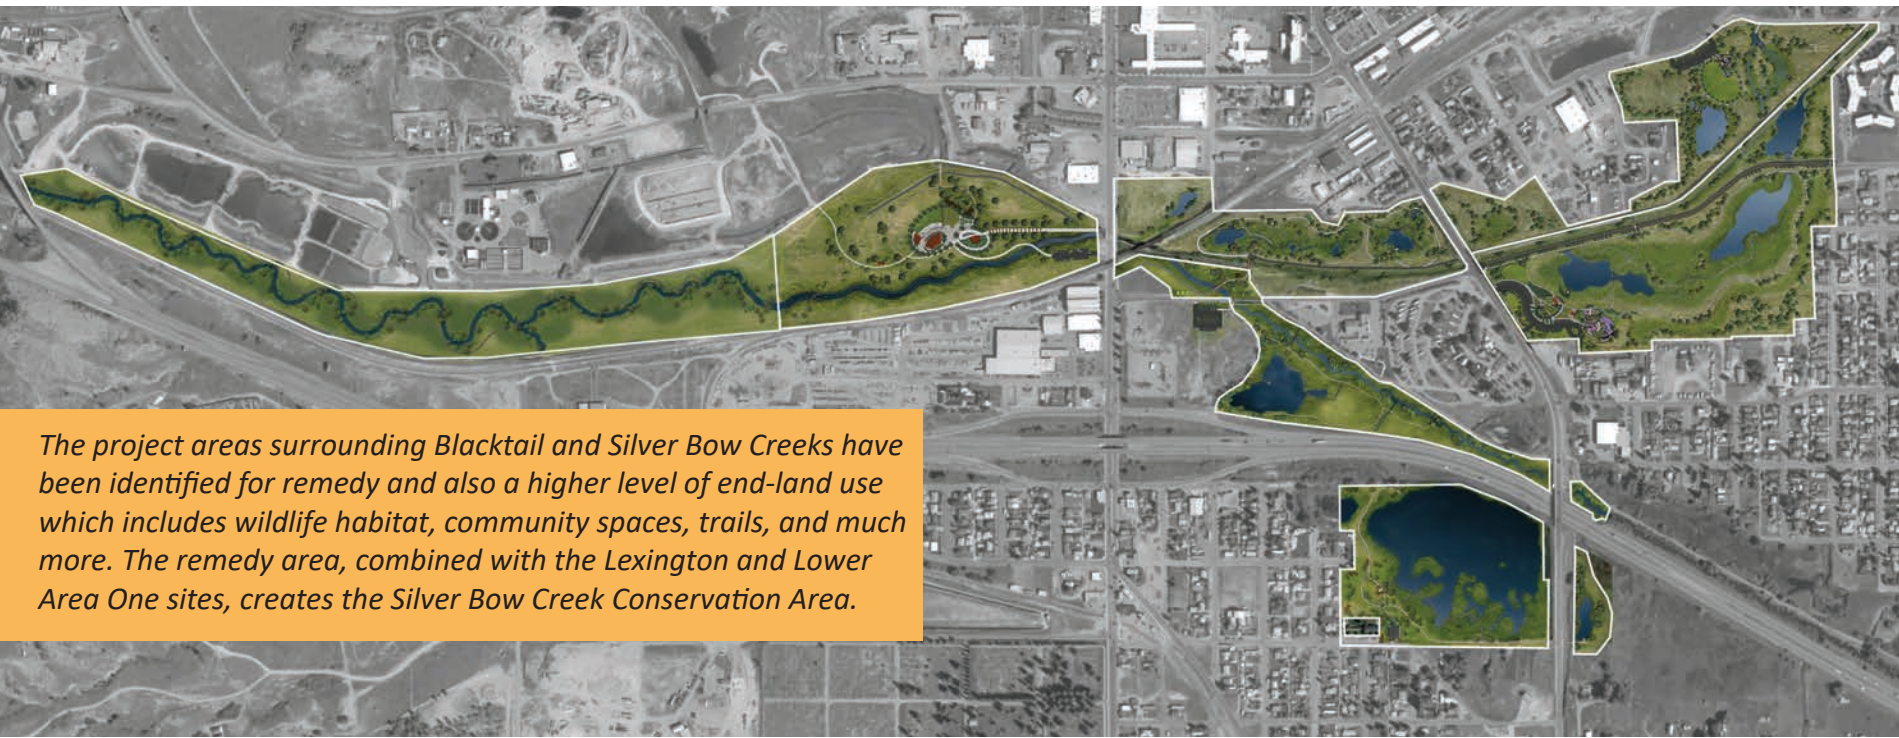 The project areas surrounding Blacktail and Silver Bow Creeks have
been identified for remedy and also a higher level of end-land use
which includes wildlife habitat, community spaces, trails, and much
more. The remedy area, combined with the Lexington and Lower
Area One sites, creates the Silver Bow Creek Conservation Area.